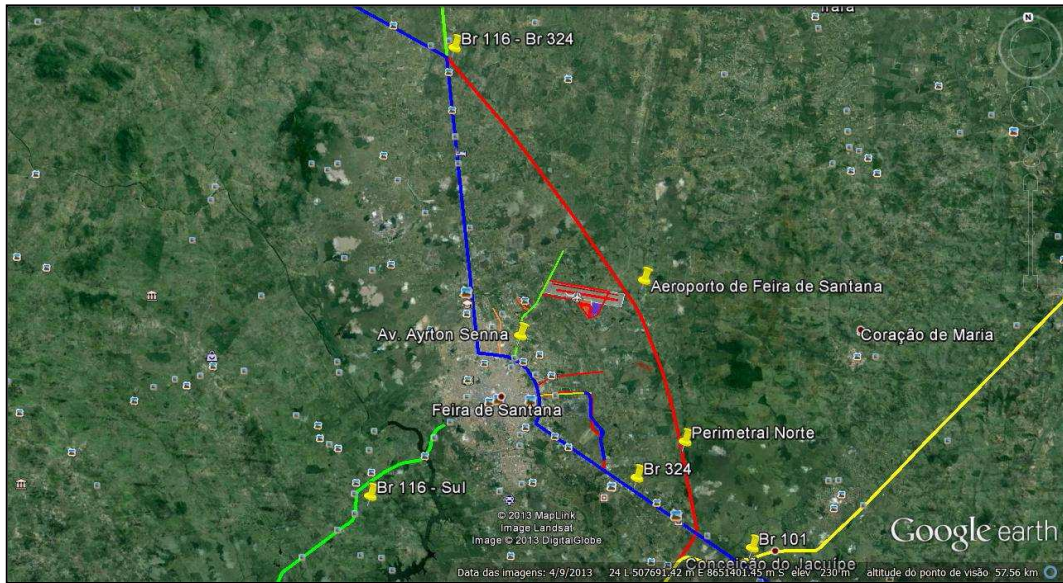 Irará
N
Br 116 - Br 324
Aeroporto de Feira de Santana
Av. Ayrton Senna
Coração de Maria
Feira de Santana
Perimetral Norte
Br 324
Br 116 - Sul
© 2013 MapLink
Image Landsat
Image © 2013 DigitalGlobe
Google earth
Br 101
Conceição do Jacuípe
Data das imagens: 4/9/2013 24 L 507691.42 m E 8651401.45 m S elev 230 m altitude do ponto de visão 57.56 km